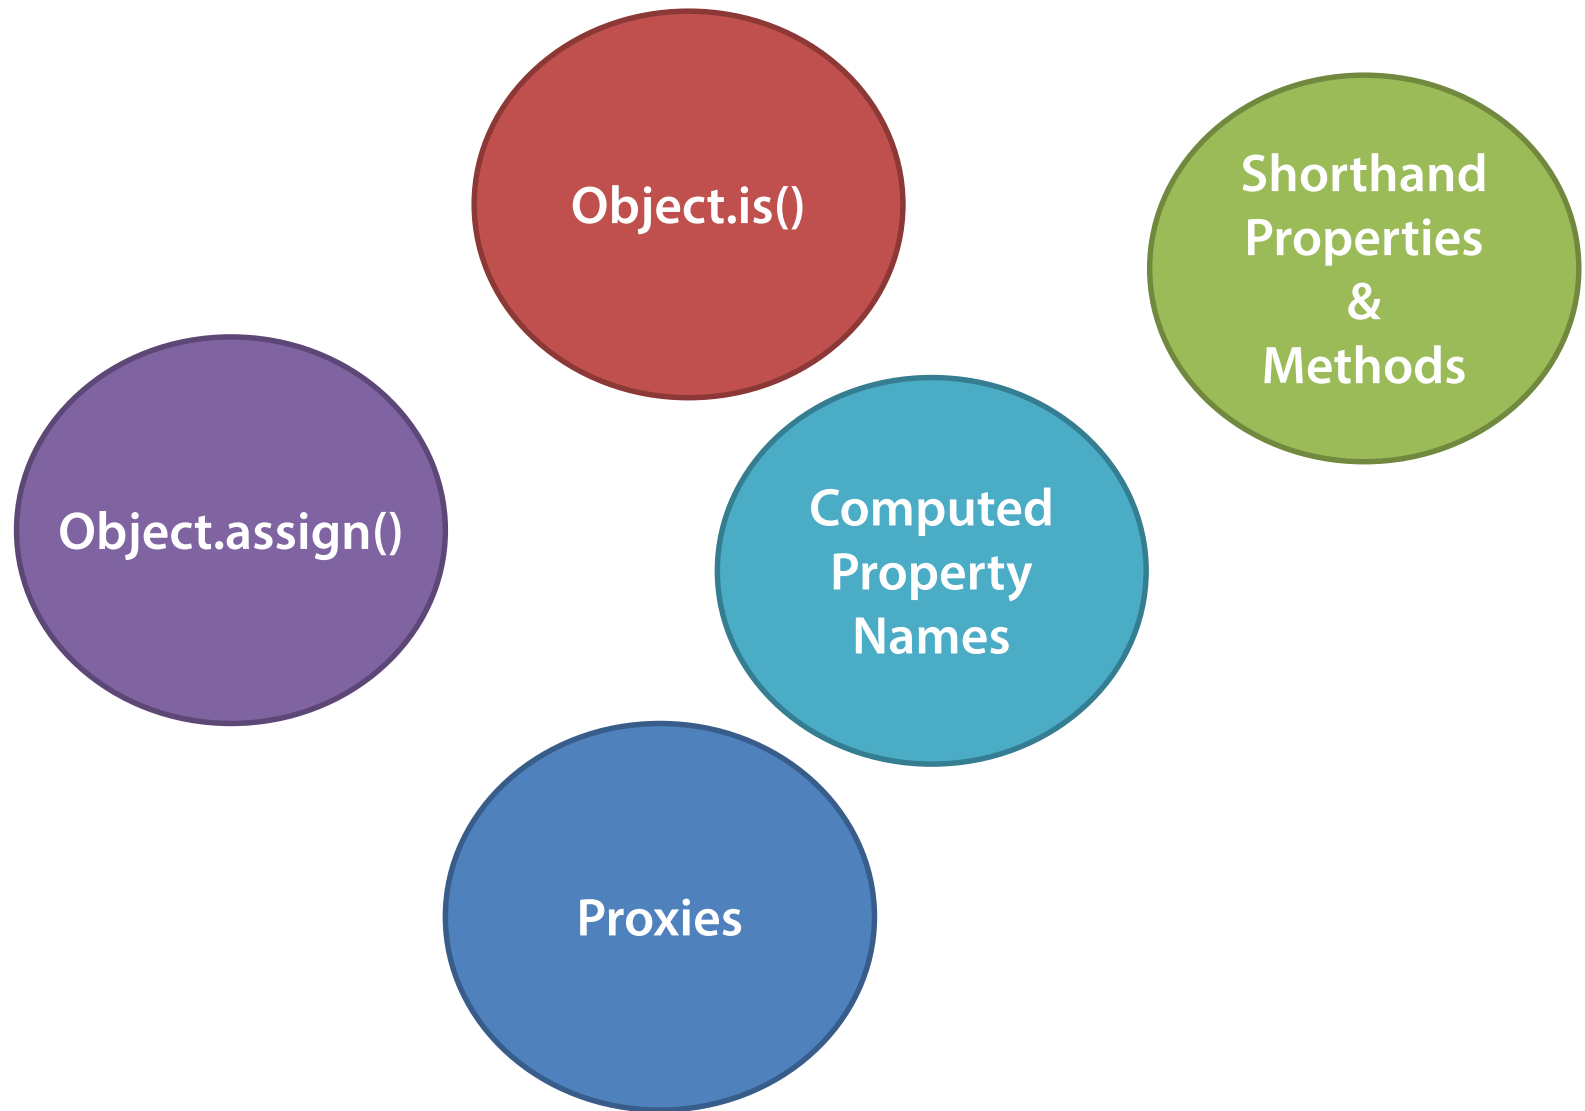 Object.is()
Shorthand
Properties
&
Methods
Object.assign()
Computed
Property
Names
Proxies